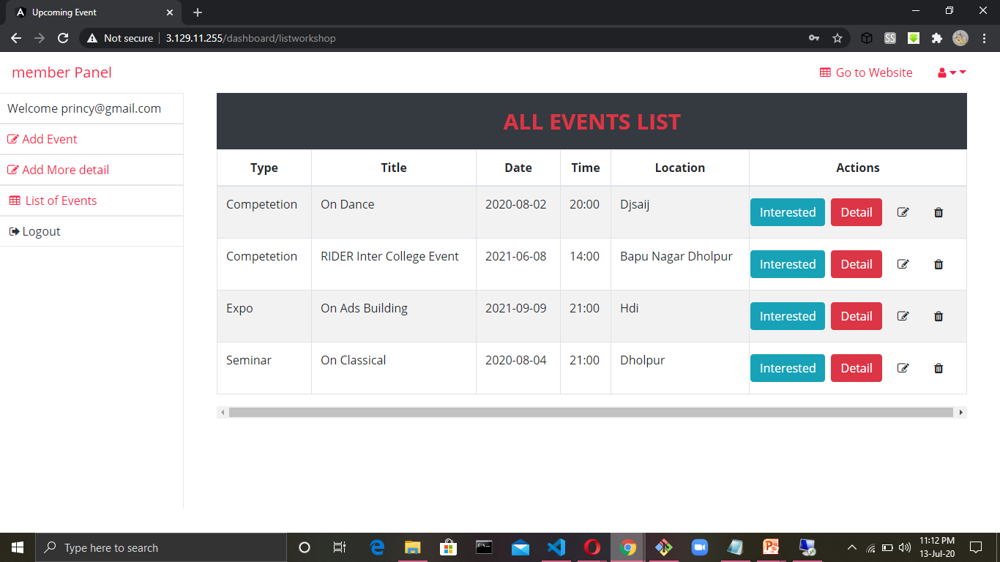 Upcoming Event
Not secure 3.129.11.255/dashboard/listworkshop
SS
member Panel
Go to Website
Welcome princy@gmail.com
Add Event
Add More detail
List of Events
Logout
ALL EVENTS LIST
Type Title Date Time Location Actions
Competetion On Dance 2020-08-02 20:00 Djsaij Interested Detail
Competetion RIDER Inter College Event 2021-06-08 14:00 Bapu Nagar Dholpur Interested Detail
Expo On Ads Building 2021-09-09 21:00 Hdi Interested Detail
Seminar On Classical 2020-08-04 21:00 Dholpur Interested Detail
Type here to search
11:12 PM
13-Jul-20